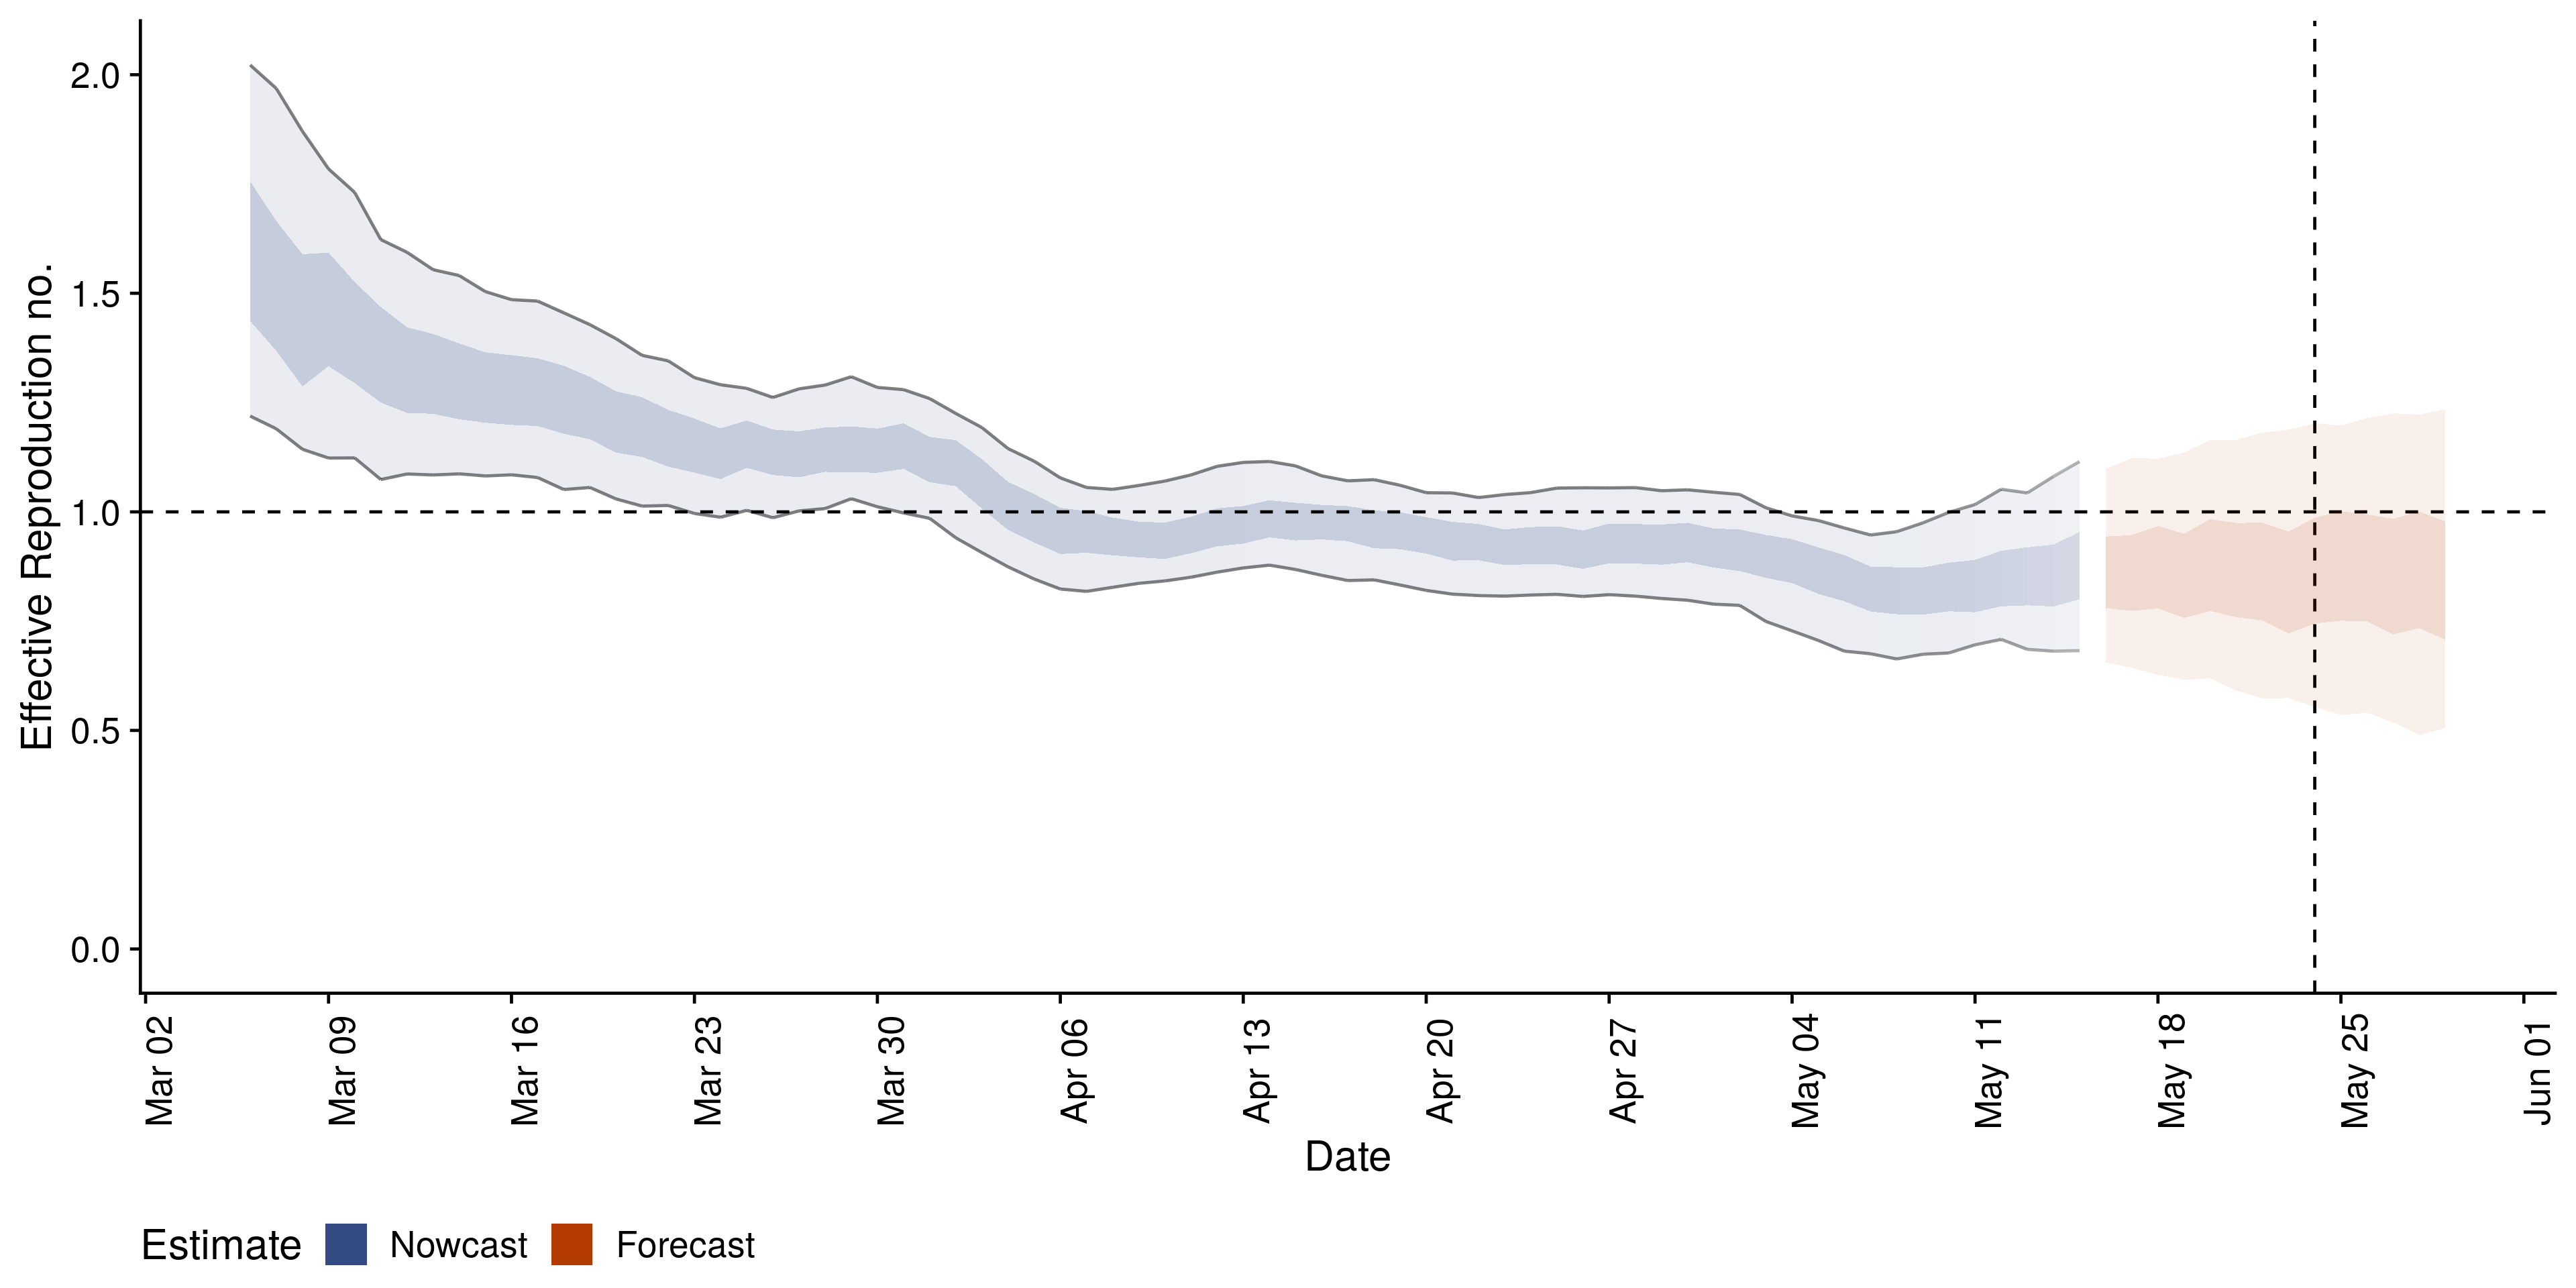 Effective Reproduction no.
2.0
1.5
1.0
0.5
0.0
Mar 02
Mar 09
Mar 16
Mar 23
Mar 30
Apr 06
Apr 13
Apr 20
Apr 27
May 04
May 11
May 18
May 25
Jun 01
Date
Estimate Nowcast Forecast